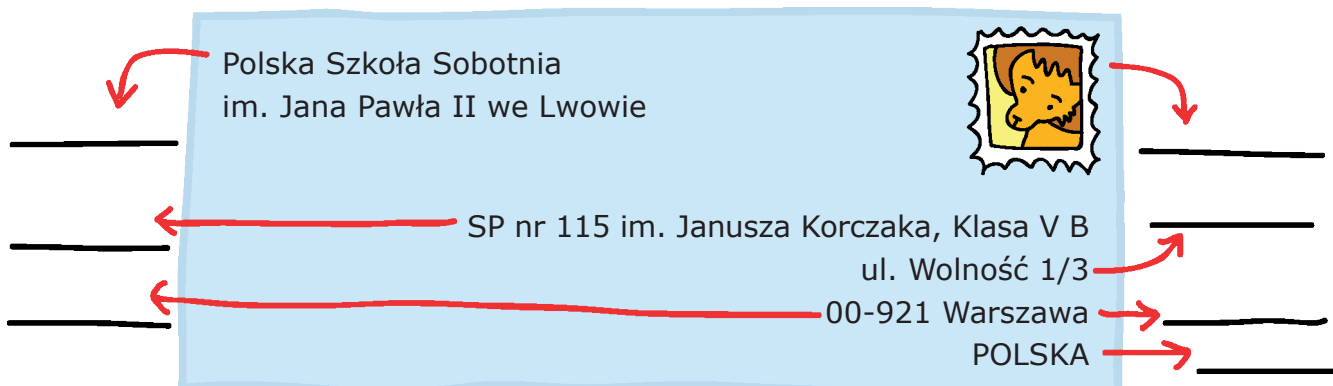 Polska Szkoła Sobotnia
im. Jana Pawła II we Lwowie
SP nr 115 im. Janusza Korczaka, Klasa V B
ul. Wolność 1/3
00-921 Warszawa
POLSKA